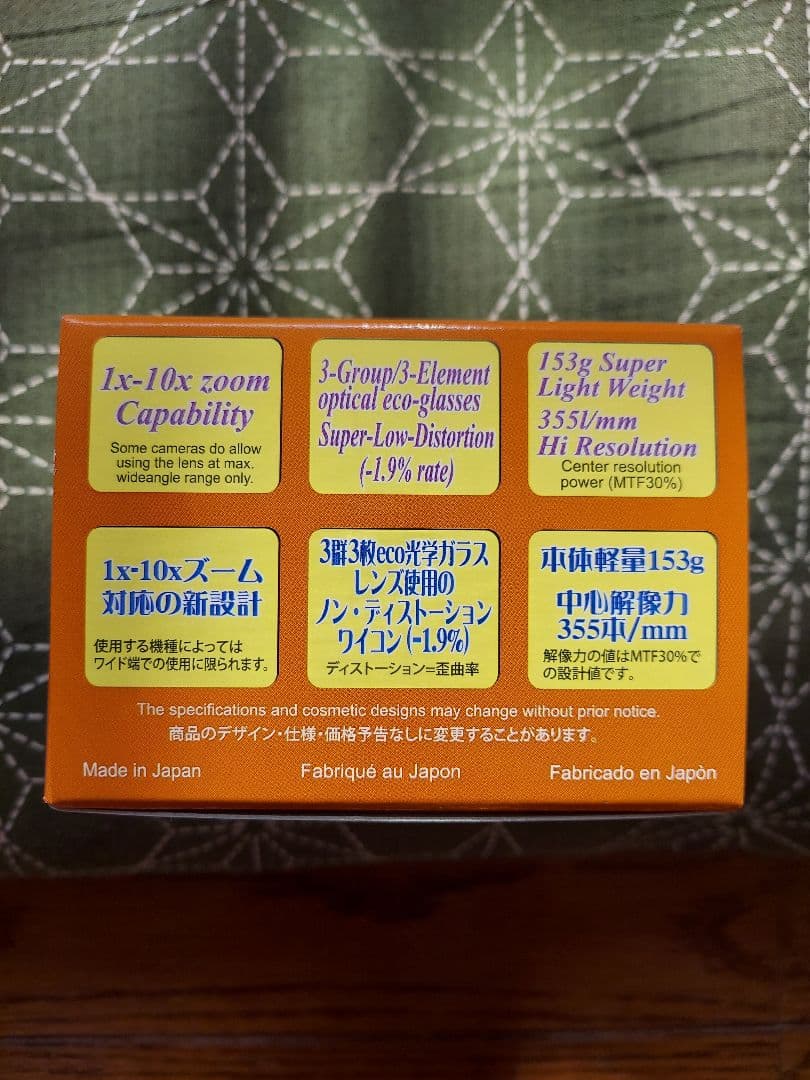 1x-10x zoom
Capability
Some cameras do allow
using the lens at max.
wideangle range only.
3-Group/3-Element
optical eco-glasses
Super-Low-Distortion
(-1.9% rate)
153g Super
Light Weight
355l/mm
Hi Resolution
Center resolution
power (MTF30%)
1x-10xズーム
対応の新設計
使用する機種によっては
ワイド端での使用に限られます。
3群3枚eco光学ガラス
レンズ使用の
ノン・ディストーション
ワイコン(-1.9%)
ディストーション=歪曲率
本体軽量153g
中心解像力
355本/mm
解像力の値はMTF30%で
の設計値です。
The specifications and cosmetic designs may change without prior notice.
商品のデザイン・仕様・価格予告なしに変更することがあります。
Made in Japan
Fabriqué au Japon
Fabricado en Japòn